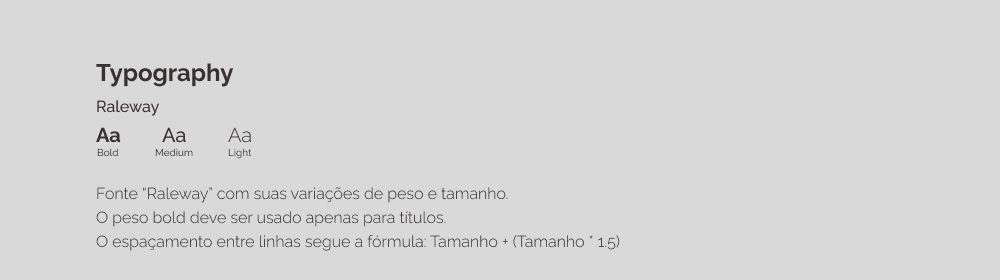 Typography
Raleway
Aa Aa Aa
Bold Medium Light
Fonte “Raleway” com suas variações de peso e tamanho.
O peso bold deve ser usado apenas para títulos.
O espaçamento entre linhas segue a fórmula: Tamanho + (Tamanho * 1.5)